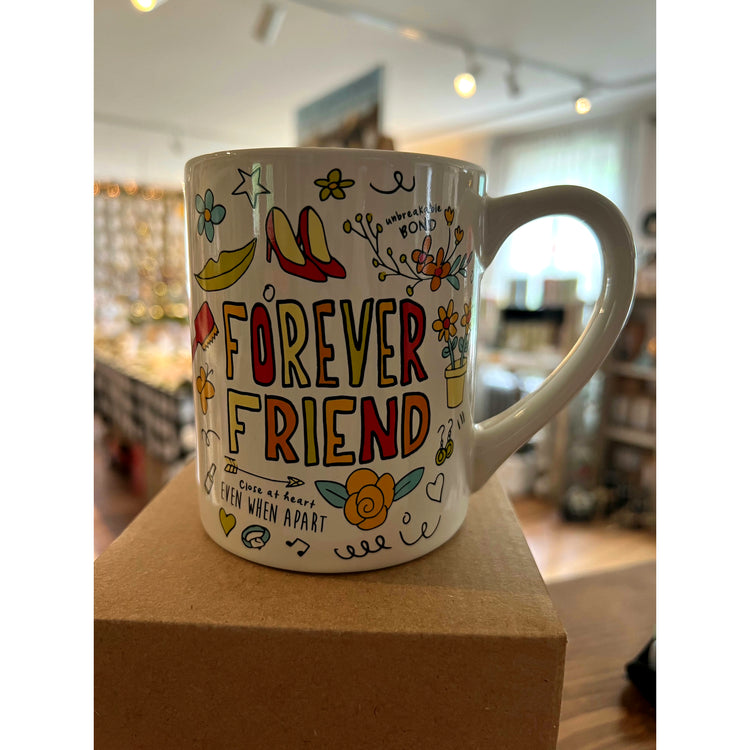 unbreakable
BOND
FOREVER
FRIEND
Close at heart
EVEN WHEN APART